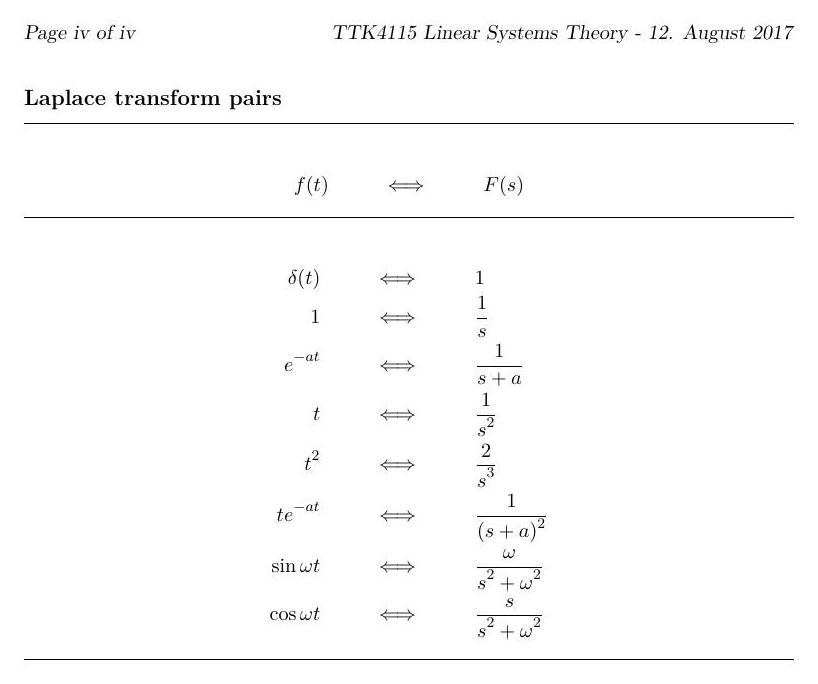 Page iv of iv TTK4115 Linear Systems Theory - 12. August 2017
Laplace transform pairs
f(t) ⟺ F(s)
δ(t) ⟺ 1
1 ⟺ 1/s
e^{-at} ⟺ 1/(s + a)
t ⟺ 1/s^2
t^2 ⟺ 2/s^3
te^{-at} ⟺ 1/(s + a)^2
sin ωt ⟺ ω/(s^2 + ω^2)
cos ωt ⟺ s/(s^2 + ω^2)